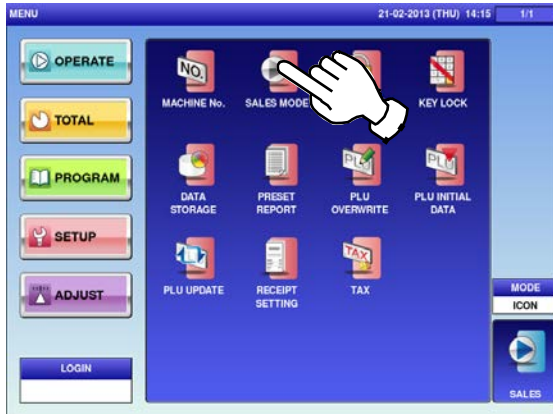 MENU
21-02-2013 (THU) 14:15
1/1
OPERATE
TOTAL
PROGRAM
SETUP
ADJUST
LOGIN
NO.
MACHINE No.
SALES MODE
KEY LOCK
DATA
STORAGE
PRESET
REPORT
PLU
PLU
OVERWRITE
PLU
PLU INITIAL
DATA
PLU UPDATE
RECEIPT
SETTING
TAX
TAX
MODE
ICON
SALES